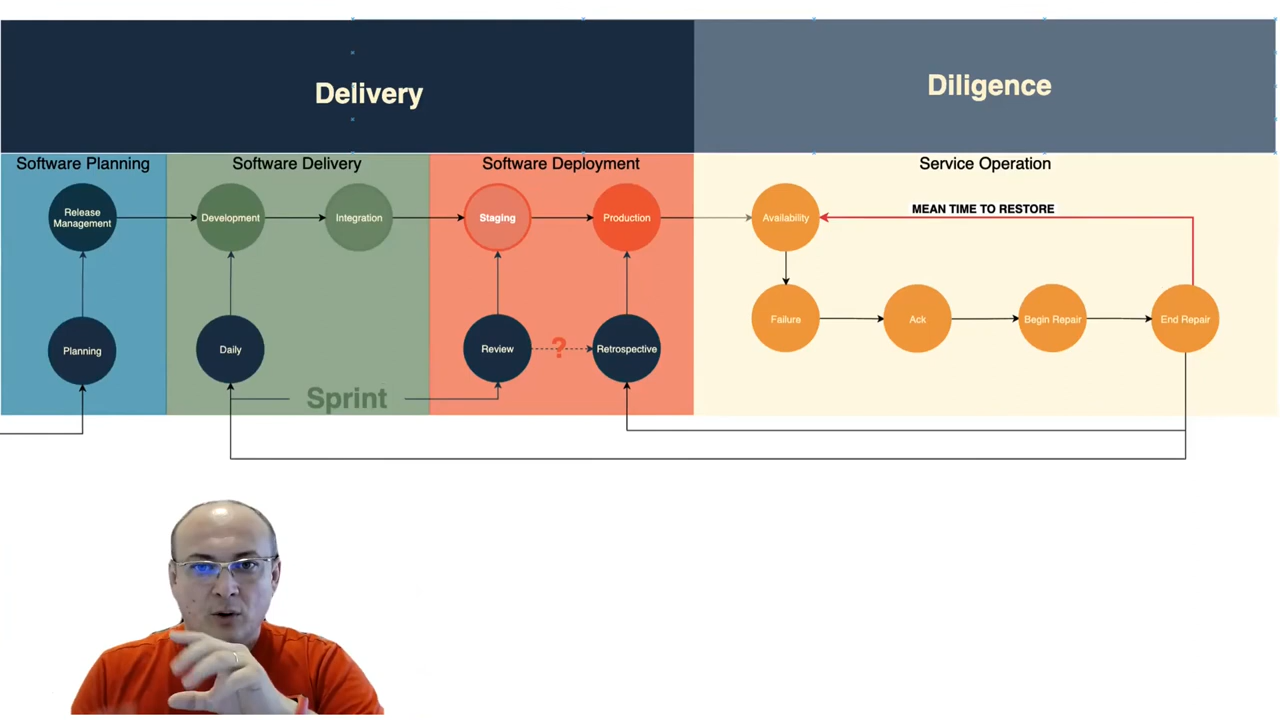 Delivery
Diligence
Software Planning
Software Delivery
Software Deployment
Service Operation
Release
Management
Development
Integration
Staging
Production
Availability
MEAN TIME TO RESTORE
Failure
Ack
Begin Repair
End Repair
Planning
Daily
Review
?
Retrospective
Sprint